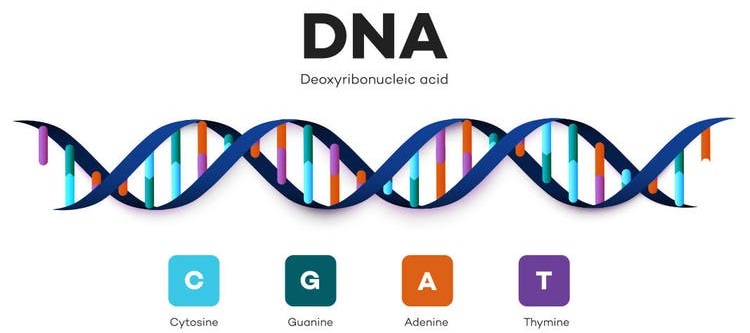 DNA
Deoxyribonucleic acid
C G A T
Cytosine Guanine Adenine Thymine